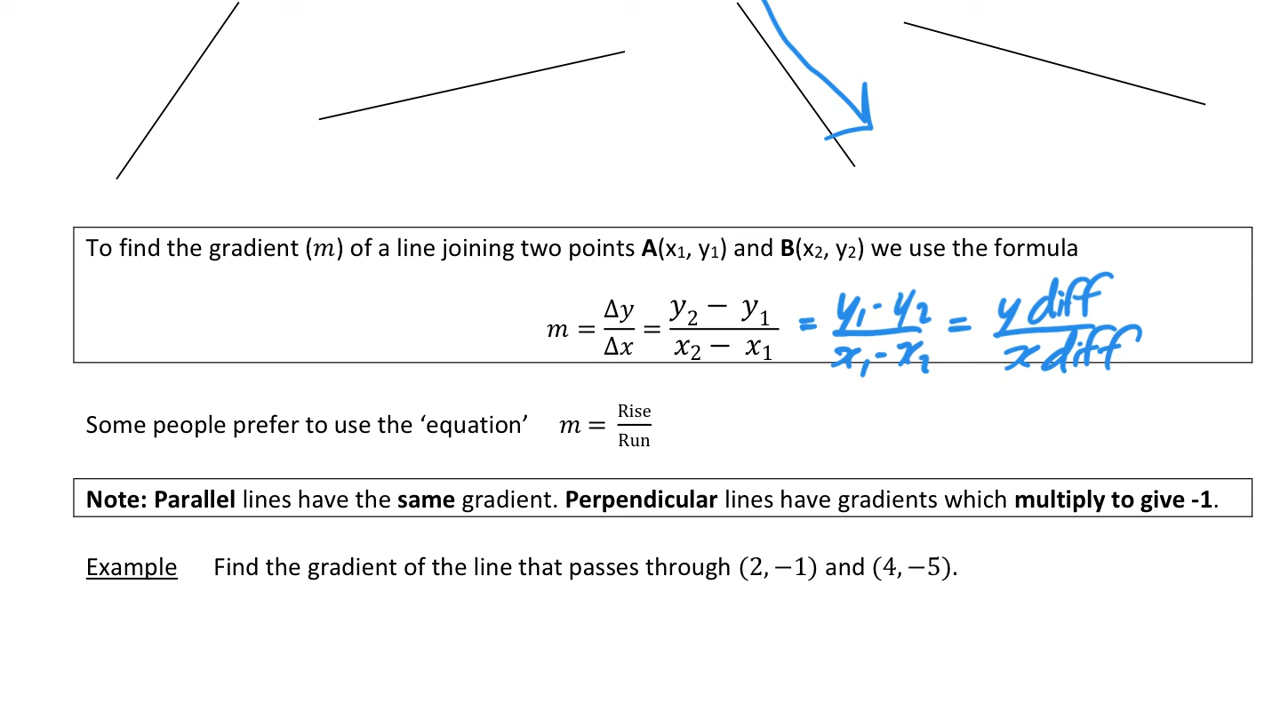 To find the gradient (m) of a line joining two points A(x₁, y₁) and B(x₂, y₂) we use the formula
m = Δy/Δx = (y₂ − y₁)/(x₂ − x₁) = (y₁ - y₂)/(x₁ - x₂) = y diff/x diff
Some people prefer to use the ‘equation’ m = Rise/Run
Note: Parallel lines have the same gradient. Perpendicular lines have gradients which multiply to give -1.
Example Find the gradient of the line that passes through (2, −1) and (4, −5).